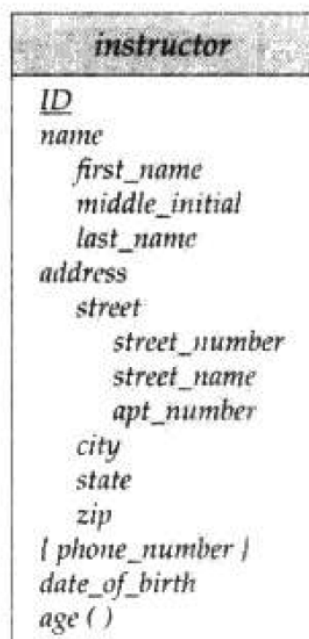 instructor
ID
name
first_name
middle_initial
last_name
address
street
street_number
street_name
apt_number
city
state
zip
{ phone_number }
date_of_birth
age ( )